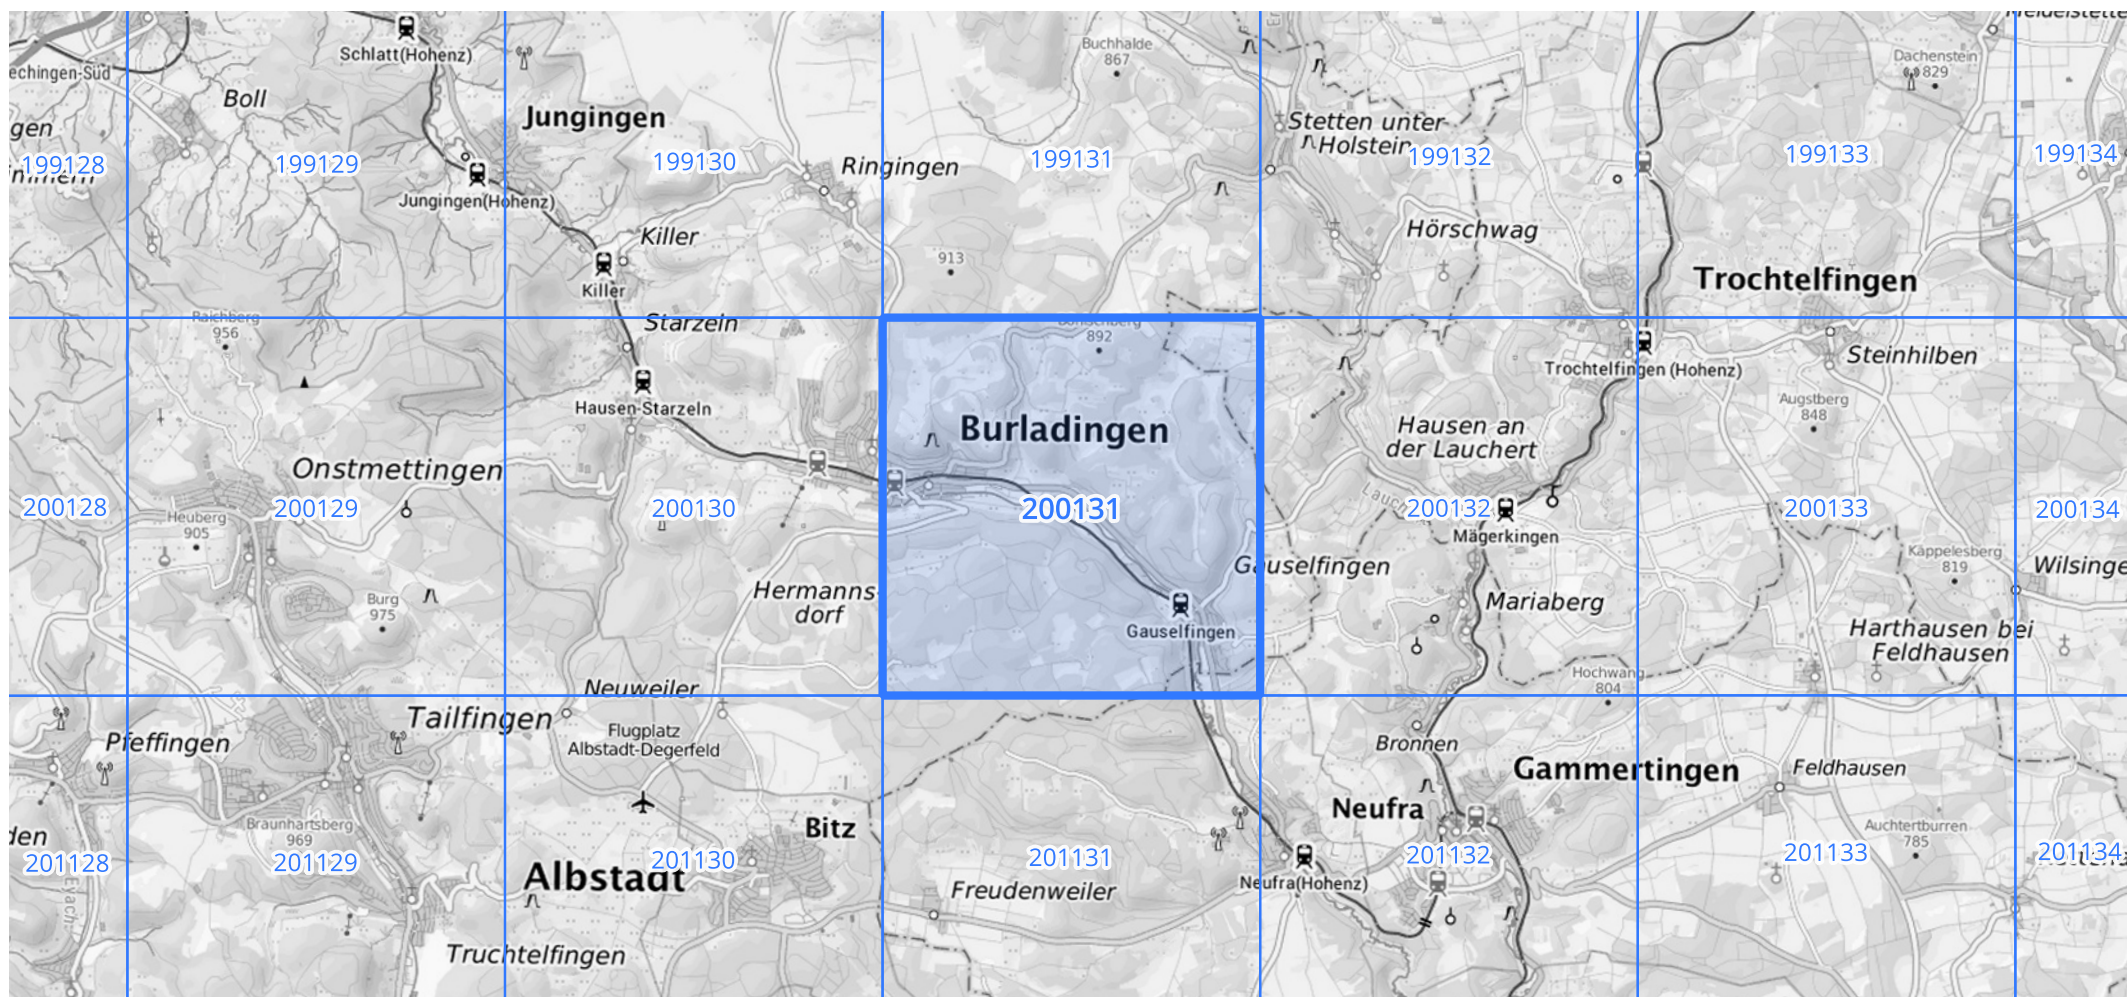 Schlatt(Hohenz)
echingen-Süd
Boll
gen
199128
199129
Jungingen(Hohenz)
Jungingen
199130
Ringingen
Killer
Killer
Buchhalde
867
199131
913
Stetten unter
Holstein
199132
Hörschwag
Dachenstein
829
199133
199134
Trochtelfingen
Raichberg
956
Starzeln
Hausen-Starzeln
892
Burladingen
Trochtelfingen (Hohenz)
Steinhilben
Augstberg
848
Hausen an
der Lauchert
Onstmettingen
200128
Heuberg
905
200129
200130
200131
200132
Mägerkingen
200133
200134
Käppelesberg
819
Wilsinge
Burg
975
Hermanns-
dorf
Gauselfingen
Gauselfingen
Mariaberg
Harthausen bei
Feldhausen
Hochwang
804
Neuweiler
Tailfingen
Pfeffingen
Flugplatz
Albstadt-Degerfeld
Bronnen
Gammertingen
Feldhausen
Neufra
Bitz
Braunhartsberg
969
den
201128
201129
201130
Albstadt
201131
Freudenweiler
Neufra(Hohenz)
201132
201133
Auchtertburren
785
201134
Eyach
Truchtelfingen